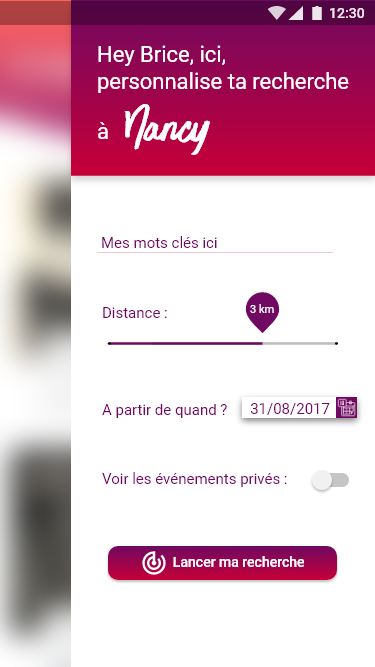 12:30
Hey Brice, ici,
personnalise ta recherche
à Nancy
Mes mots clés ici
Distance :
3 km
A partir de quand ?
31/08/2017
Voir les événements privés :
Lancer ma recherche